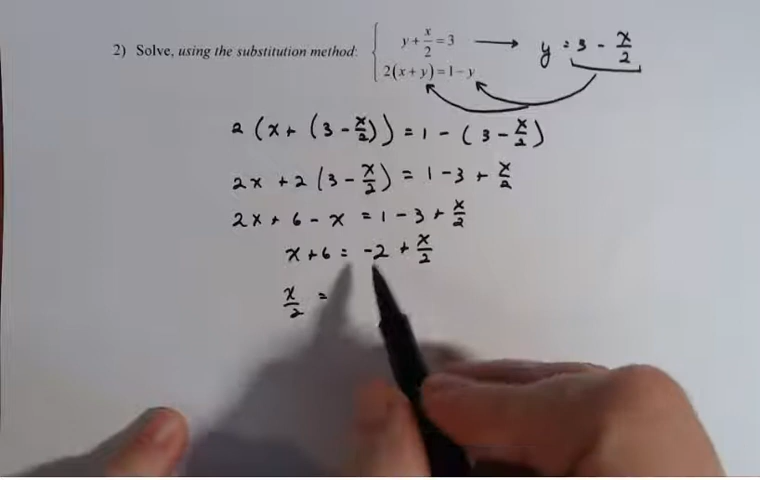 2) Solve, using the substitution method: { y + x/2 = 3 → y = 3 - x/2
2(x + y) = 1 - y
2 (x + (3 - x/2)) = 1 - (3 - x/2)
2x + 2 (3 - x/2) = 1 - 3 + x/2
2x + 6 - x = 1 - 3 + x/2
x + 6 = -2 + x/2
x/2 =